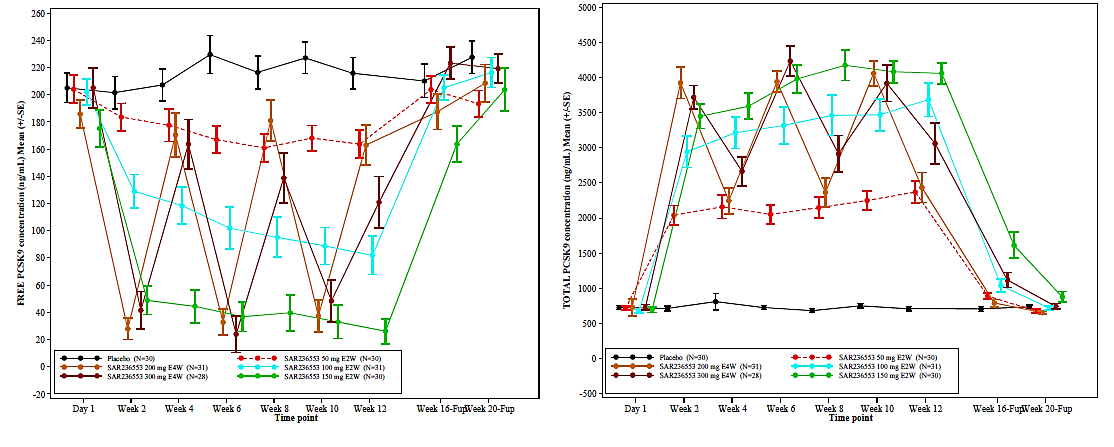 FREE PCSK9 concentration (ng/mL) Mean (+/-SE)
260
240
220
200
180
160
140
120
100
80
60
40
20
0
-20
Placebo (N=30)
SAR236553 50 mg E2W (N=30)
SAR236553 200 mg E4W (N=31)
SAR236553 100 mg E2W (N=31)
SAR236553 300 mg E4W (N=28)
SAR236553 150 mg E2W (N=30)
Day 1 Week 2 Week 4 Week 6 Week 8 Week 10 Week 12 Week 16-Fup Week 20-Fup
Time point
TOTAL PCSK9 concentration (ng/mL) Mean (+/-SE)
5000
4500
4000
3500
3000
2500
2000
1500
1000
500
0
-500
Placebo (N=30)
SAR236553 50 mg E2W (N=30)
SAR236553 200 mg E4W (N=31)
SAR236553 100 mg E2W (N=31)
SAR236553 300 mg E4W (N=28)
SAR236553 150 mg E2W (N=30)
Day 1 Week 2 Week 4 Week 6 Week 8 Week 10 Week 12 Week 16-Fup Week 20-Fup
Time point